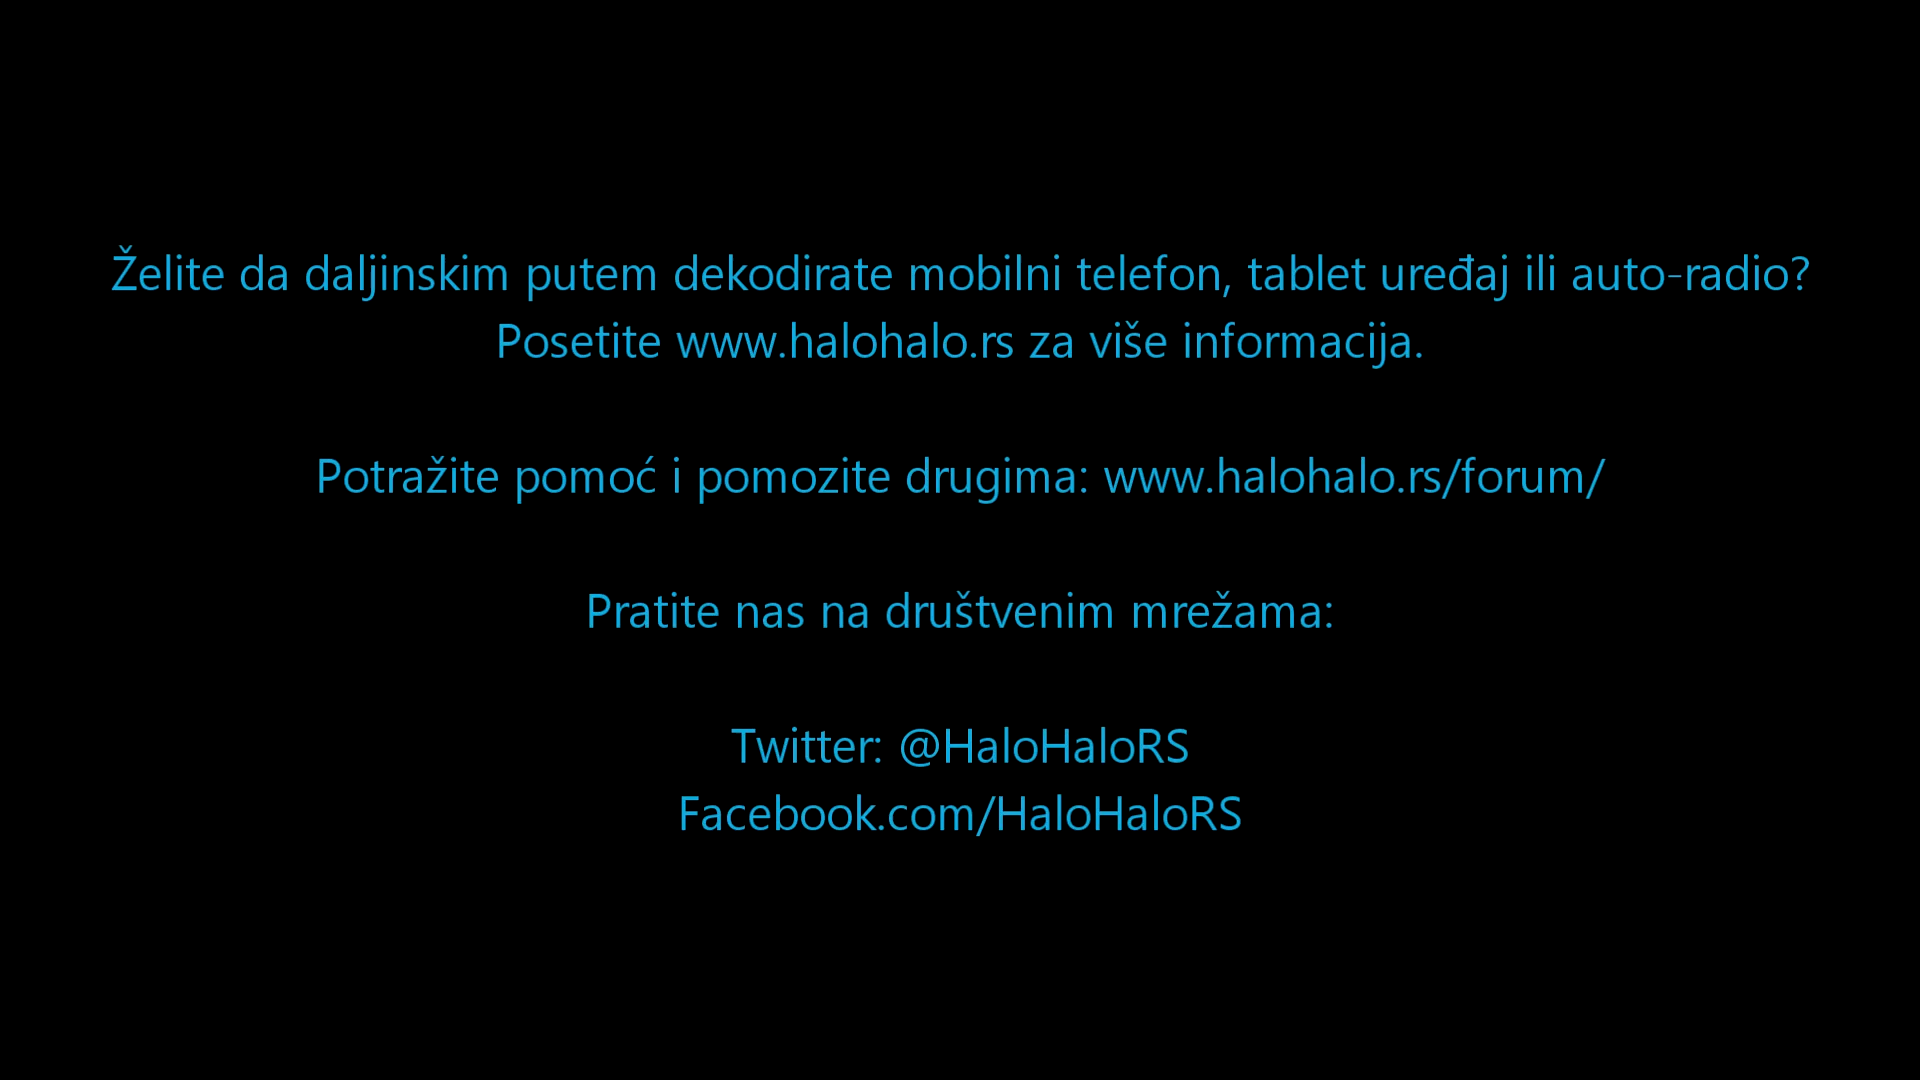 Želite da daljinskim putem dekodirate mobilni telefon, tablet uređaj ili auto-radio?
Posetite www.halohalo.rs za više informacija.
Potražite pomoć i pomozite drugima: www.halohalo.rs/forum/
Pratite nas na društvenim mrežama:
Twitter: @HaloHaloRS
Facebook.com/HaloHaloRS